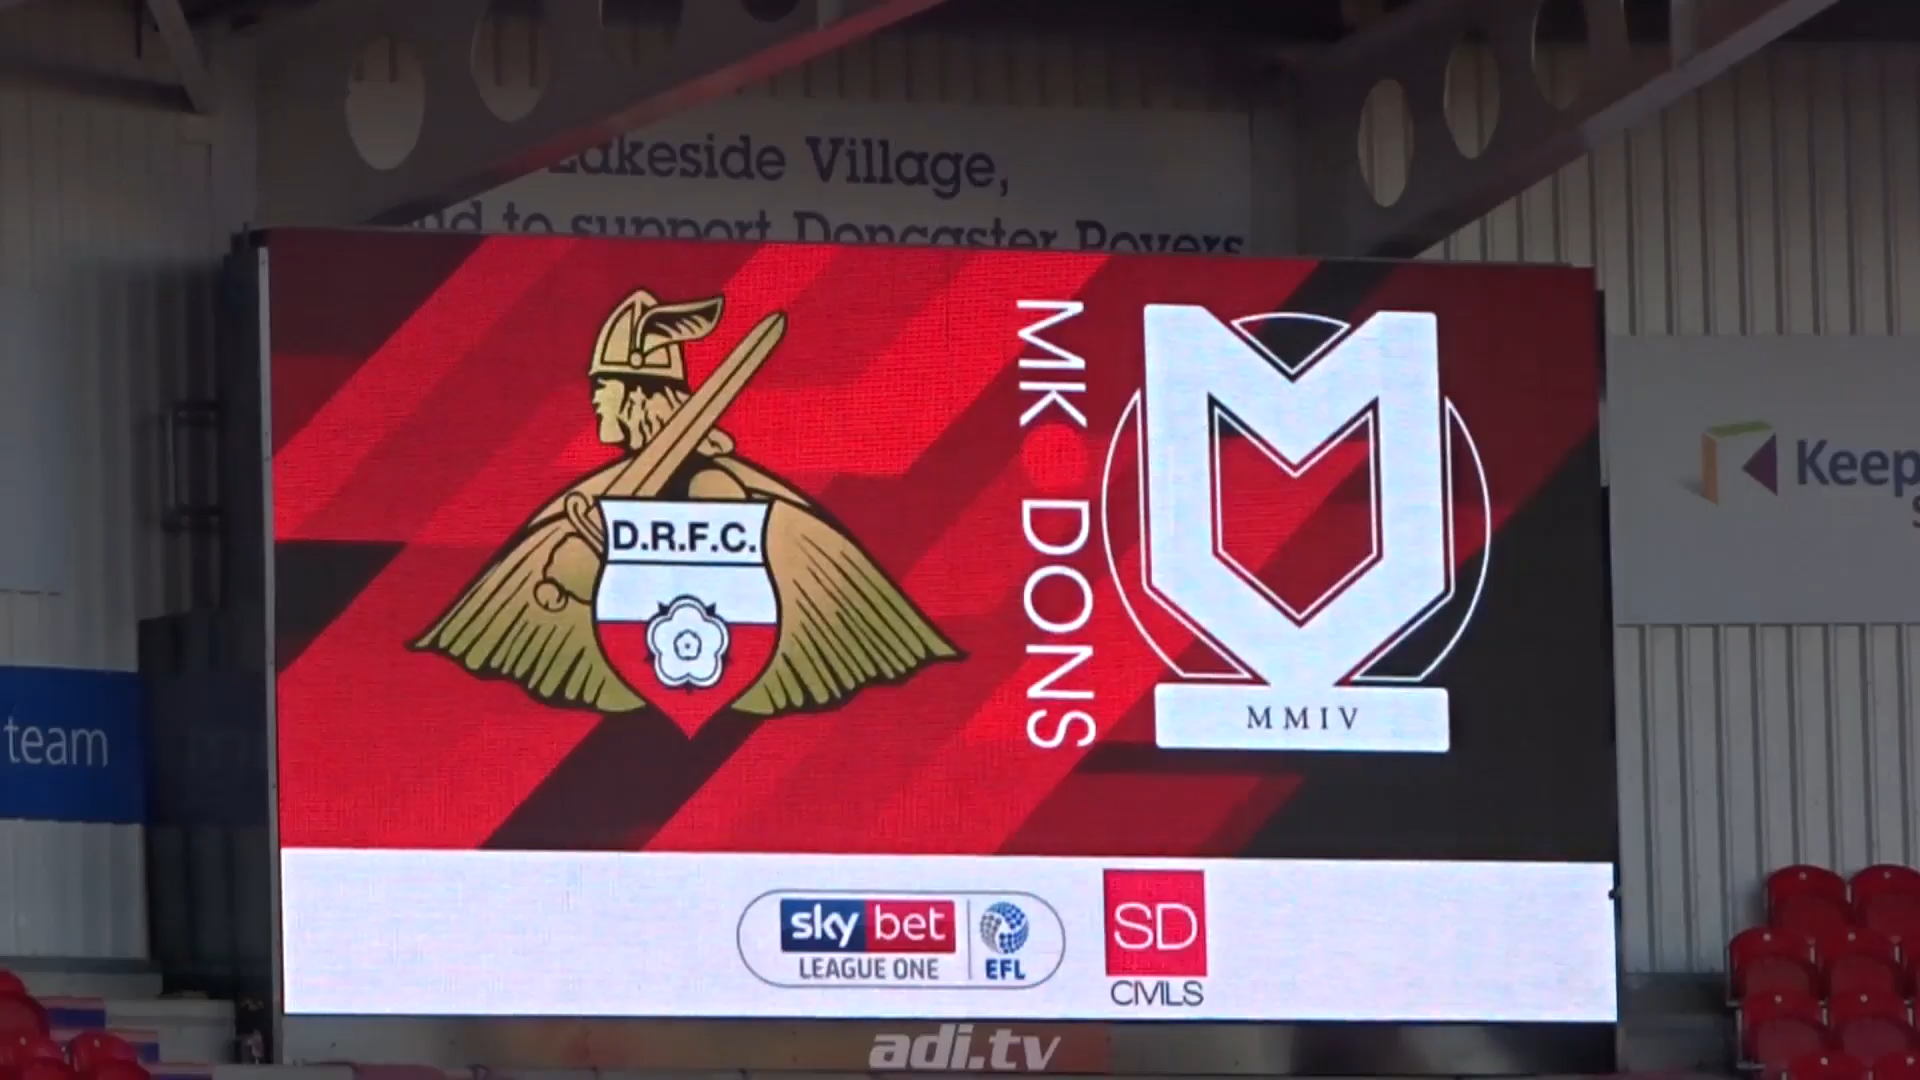 Lakeside Village,
to support Doncaster Rovers
MK DONS
D.R.F.C.
MMIV
Keep
team
sky bet
LEAGUE ONE
EFL
SD
CIVILS
adi.tv